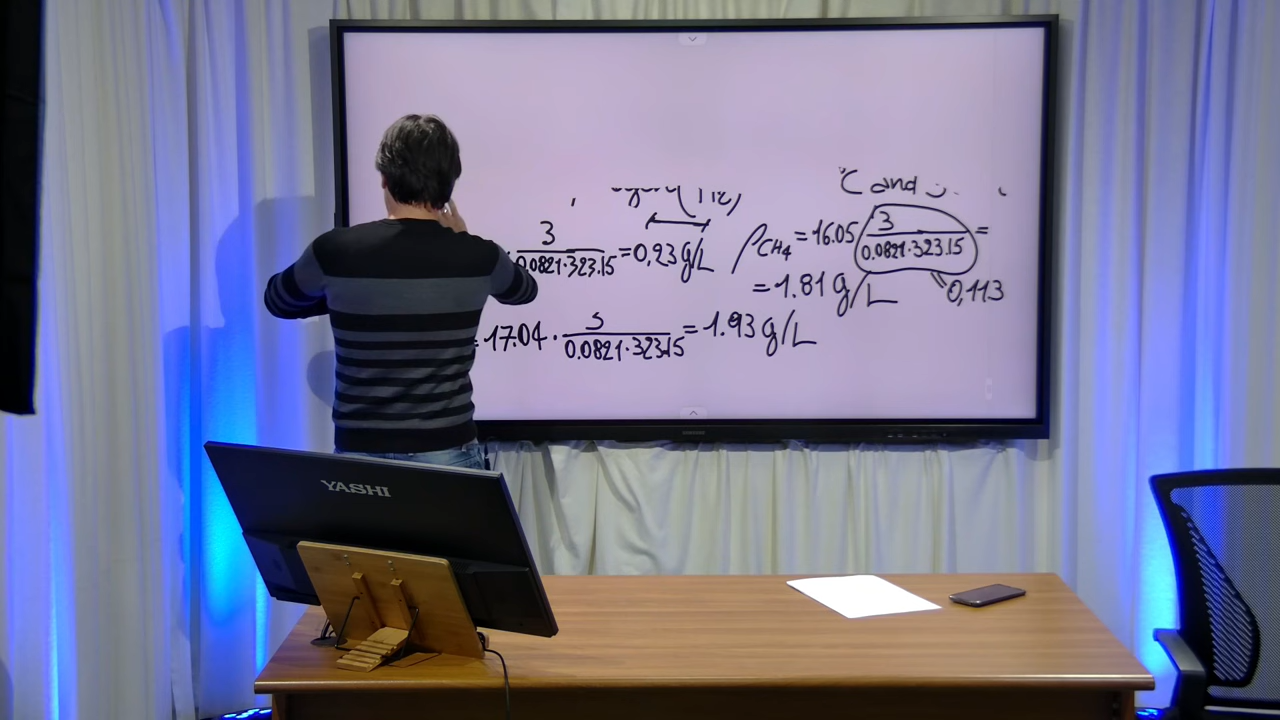 C and
3
0.0821·323.15 = 0,23 g/L
ρCH4 = 16.05 3 =
0.0821·323.15
= 1.81 g/L
0,113
= 17.04 · 3 = 1.93 g/L
0.0821·323.15
YASHI